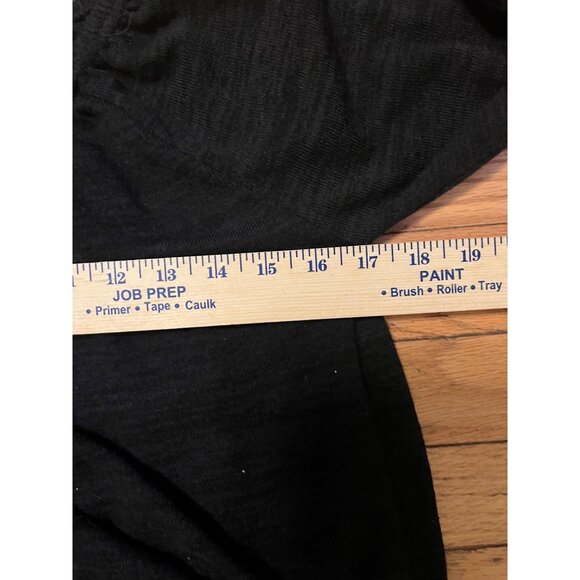 12 13 14 15 16 17 18 19
JOB PREP
• Primer • Tape • Caulk
PAINT
• Brush • Roller • Tray